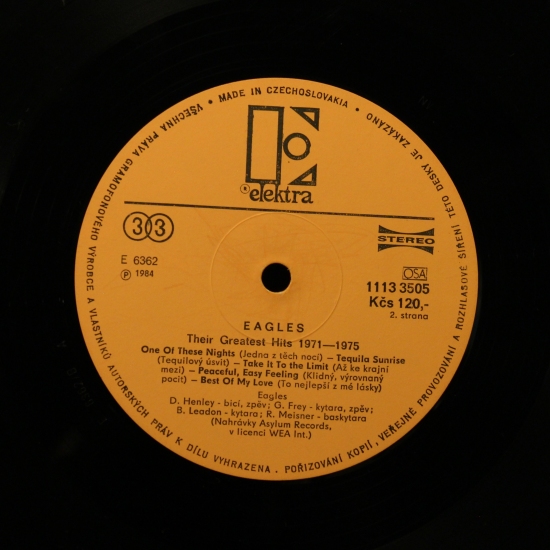 • MADE IN CZECHOSLOVAKIA •
VŠECHNA PRÁVA GRAMOFONOVÉHO VÝROBCE A VLASTNÍKŮ AUTORSKÝCH PRÁV K DÍLU VYHRAZENA. POŘIZOVÁNÍ KOPIÍ, VEŘEJNÉ PROVOZOVÁNÍ A ROZHLASOVÉ ŠÍŘENÍ TÉTO DESKY JE ZAKÁZÁNO
® elektra
33
STEREO
E 6362
Ⓟ 1984
OSA
1113 3505
Kčs 120,-
2. strana
EAGLES
Their Greatest Hits 1971—1975
One Of These Nights (Jedna z těch nocí) — Tequila Sunrise
(Tequilový úsvit) — Take It To the Limit (Až ke krajní
mezi) — Peaceful, Easy Feeling (Klidný, výrovnaný
pocit) — Best Of My Love (To nejlepší z mé lásky)
Eagles
D. Henley - bicí, zpěv; G. Frey - kytara, zpěv;
B. Leadon - kytara; R. Meisner - baskytara
(Nahrávky Asylum Records,
v licenci WEA Int.)